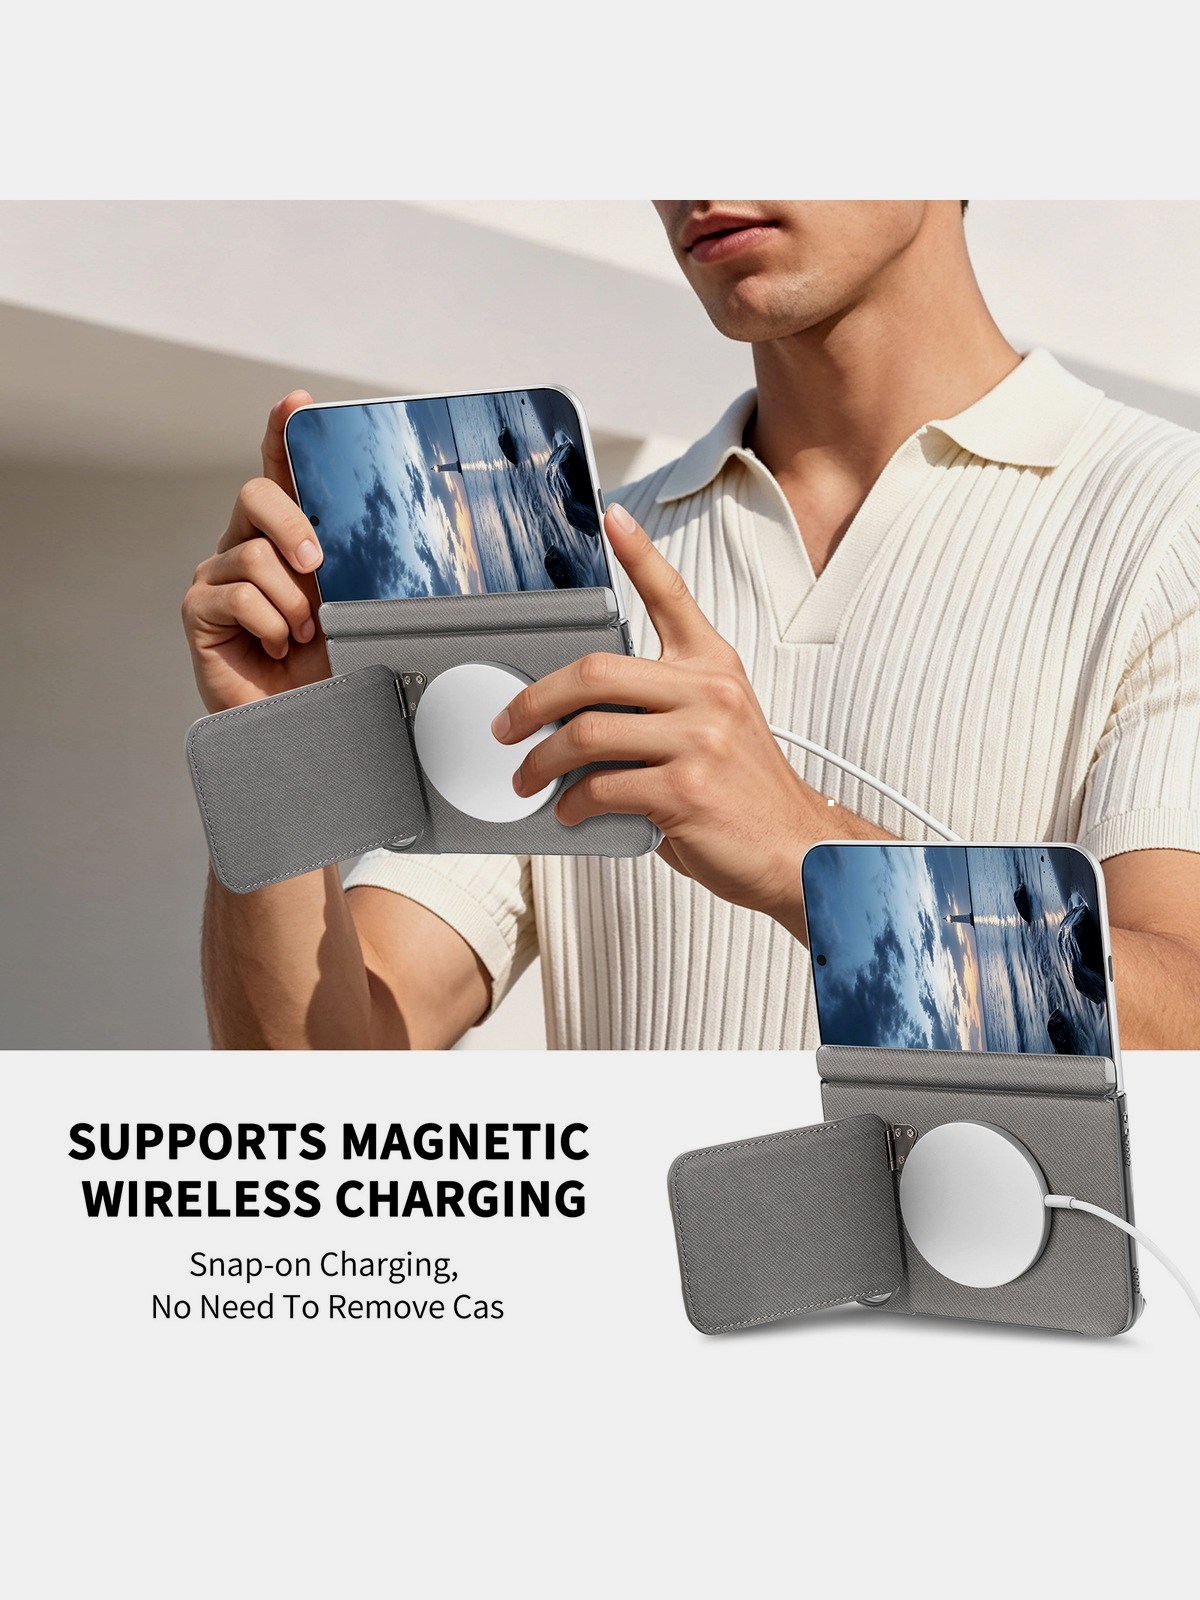 SUPPORTS MAGNETIC
WIRELESS CHARGING
Snap-on Charging,
No Need To Remove Cas